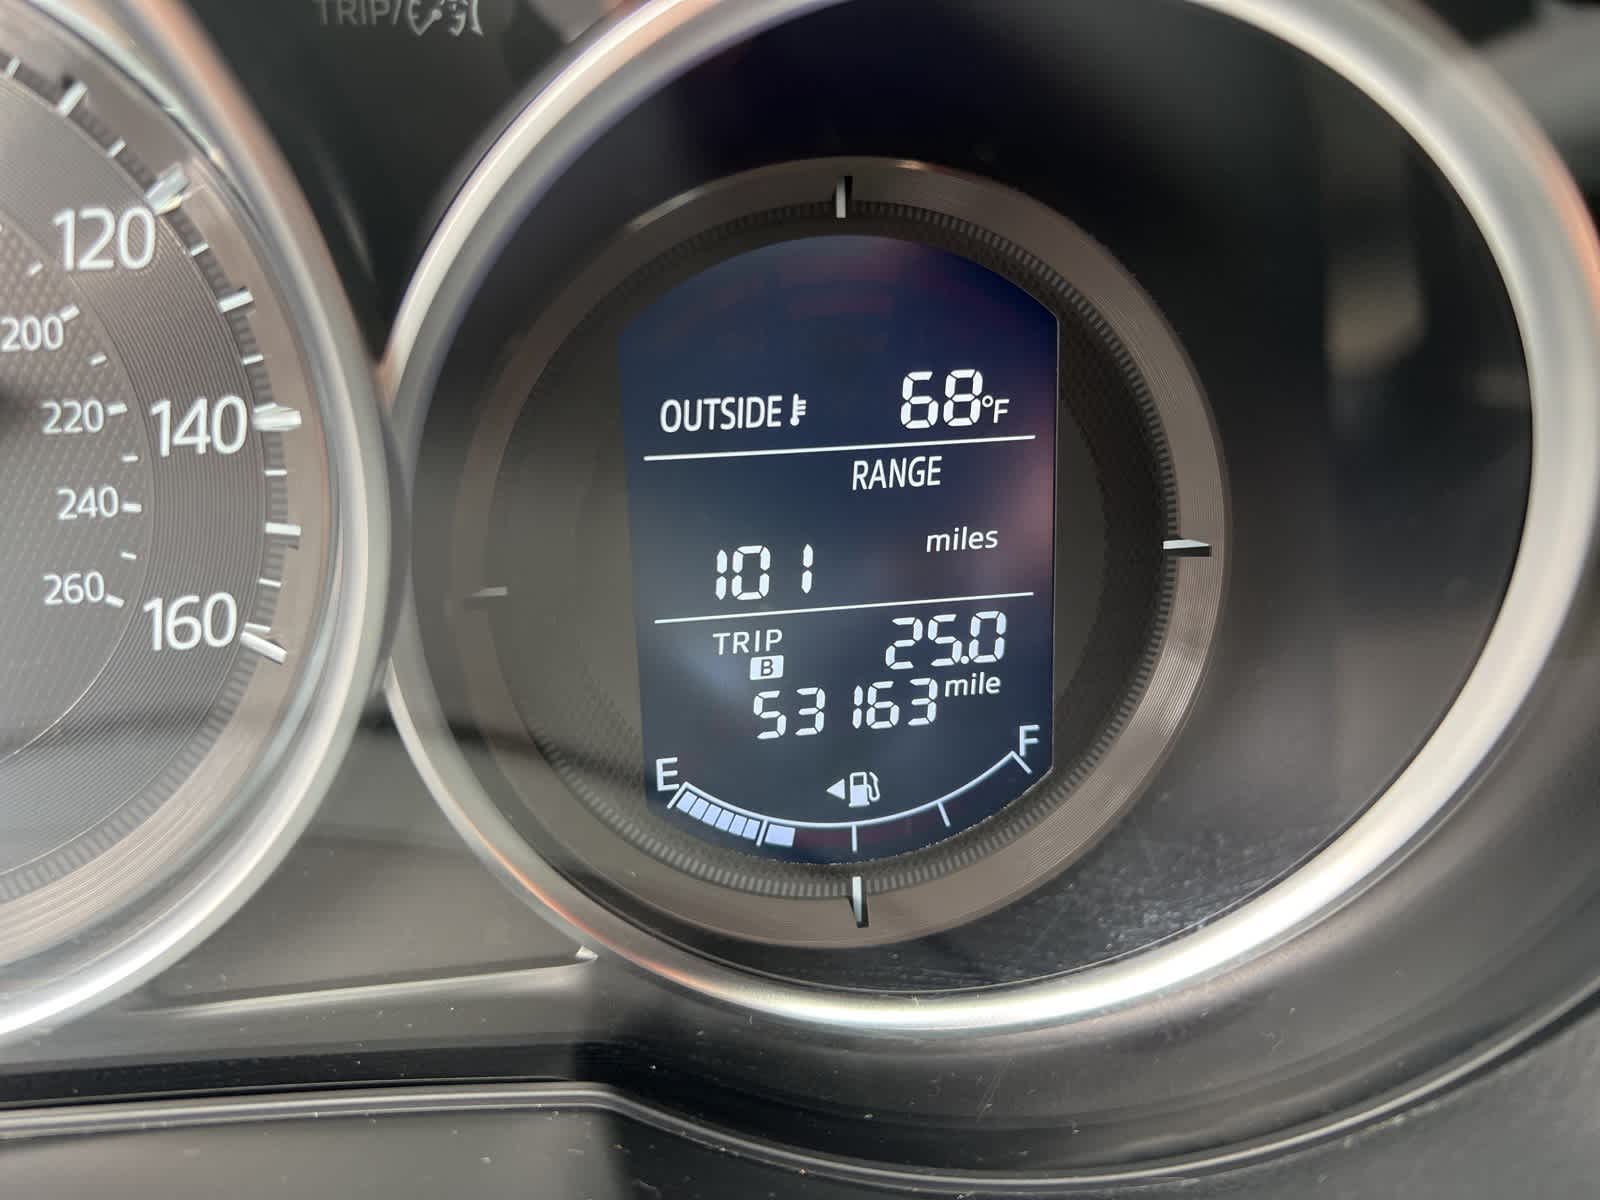 TRIP/
120
200
220
140
240
260
160
OUTSIDE 68°F
RANGE
101 miles
TRIP 25.0
B
53163 mile
E F